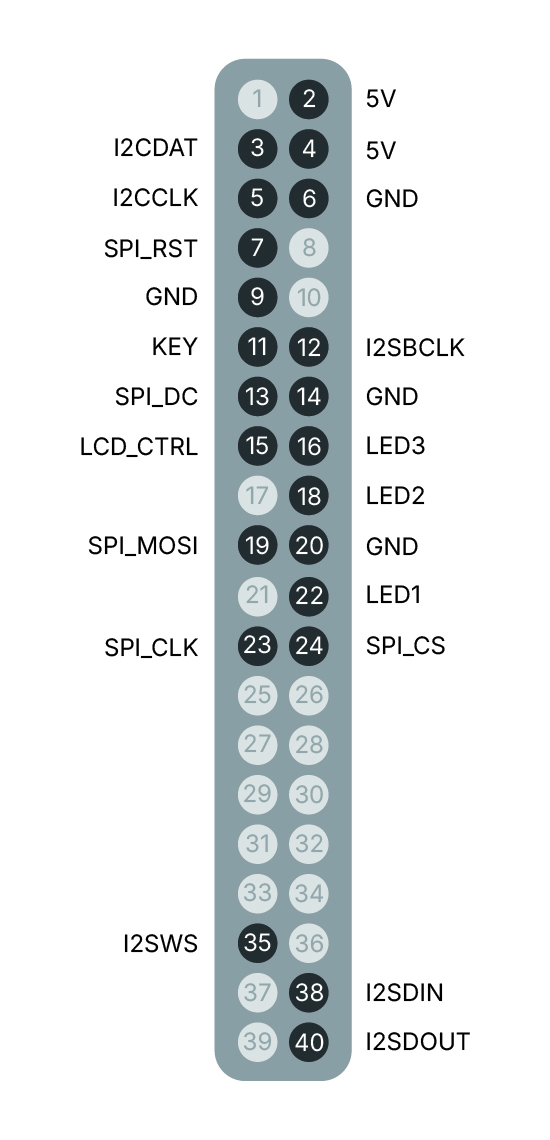 1 2 5V
I2CDAT 3 4 5V
I2CCLK 5 6 GND
SPI_RST 7 8
GND 9 10
KEY 11 12 I2SBCLK
SPI_DC 13 14 GND
LCD_CTRL 15 16 LED3
17 18 LED2
SPI_MOSI 19 20 GND
21 22 LED1
SPI_CLK 23 24 SPI_CS
25 26
27 28
29 30
31 32
33 34
I2SWS 35 36
37 38 I2SDIN
39 40 I2SDOUT